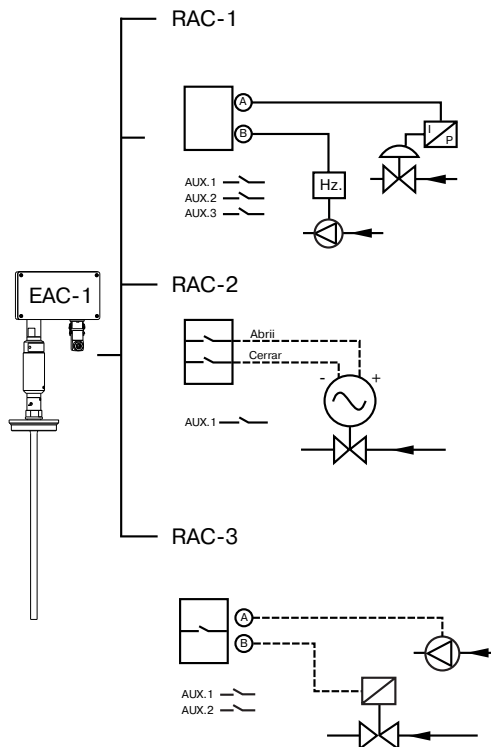 RAC-1
A
B
I
P
Hz.
AUX.1
AUX.2
AUX.3
EAC-1
RAC-2
Abrii
Cerrar
- +
AUX.1
RAC-3
A
B
AUX.1
AUX.2